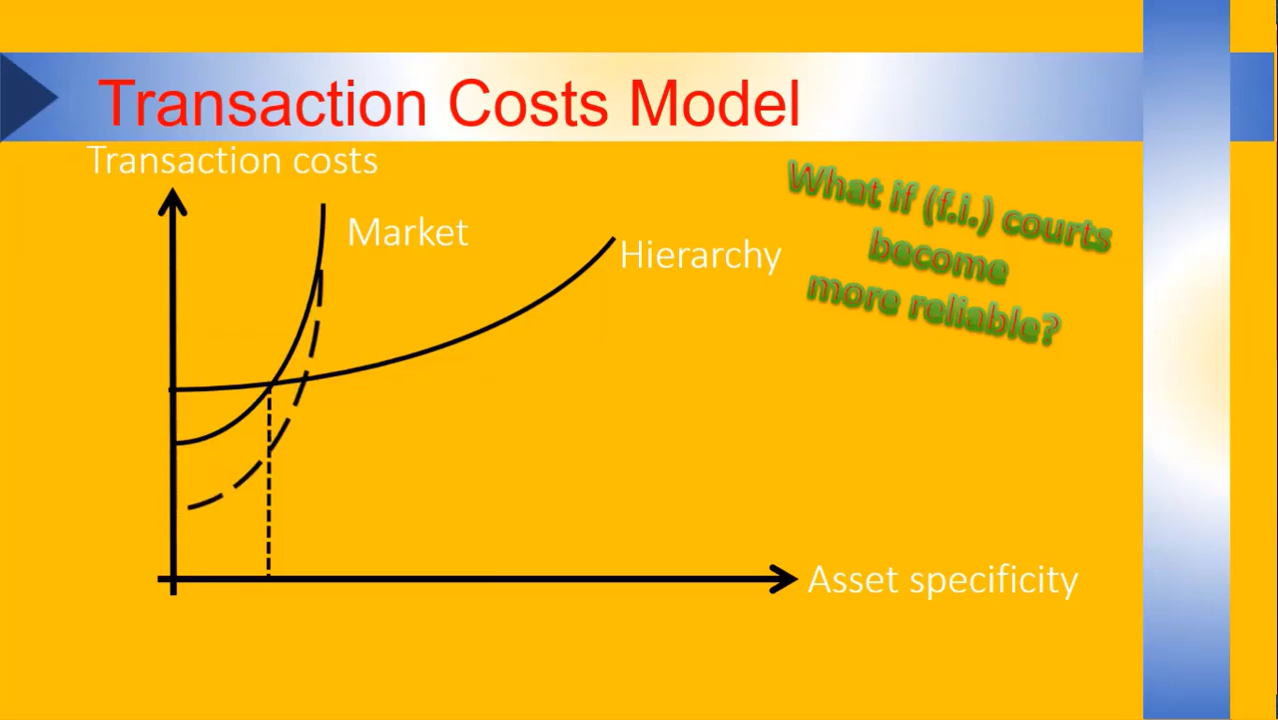 Transaction Costs Model
Transaction costs
What if (f.i.) courts
become
more reliable?
Market
Hierarchy
Asset specificity